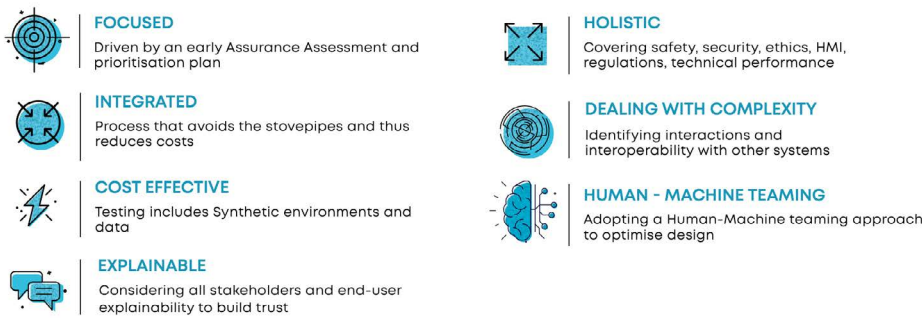 FOCUSED
Driven by an early Assurance Assessment and
prioritisation plan
INTEGRATED
Process that avoids the stovepipes and thus
reduces costs
COST EFFECTIVE
Testing includes Synthetic environments and
data
EXPLAINABLE
Considering all stakeholders and end-user
explainability to build trust
HOLISTIC
Covering safety, security, ethics, HMI,
regulations, technical performance
DEALING WITH COMPLEXITY
Identifying interactions and
interoperability with other systems
HUMAN - MACHINE TEAMING
Adopting a Human-Machine teaming approach
to optimise design